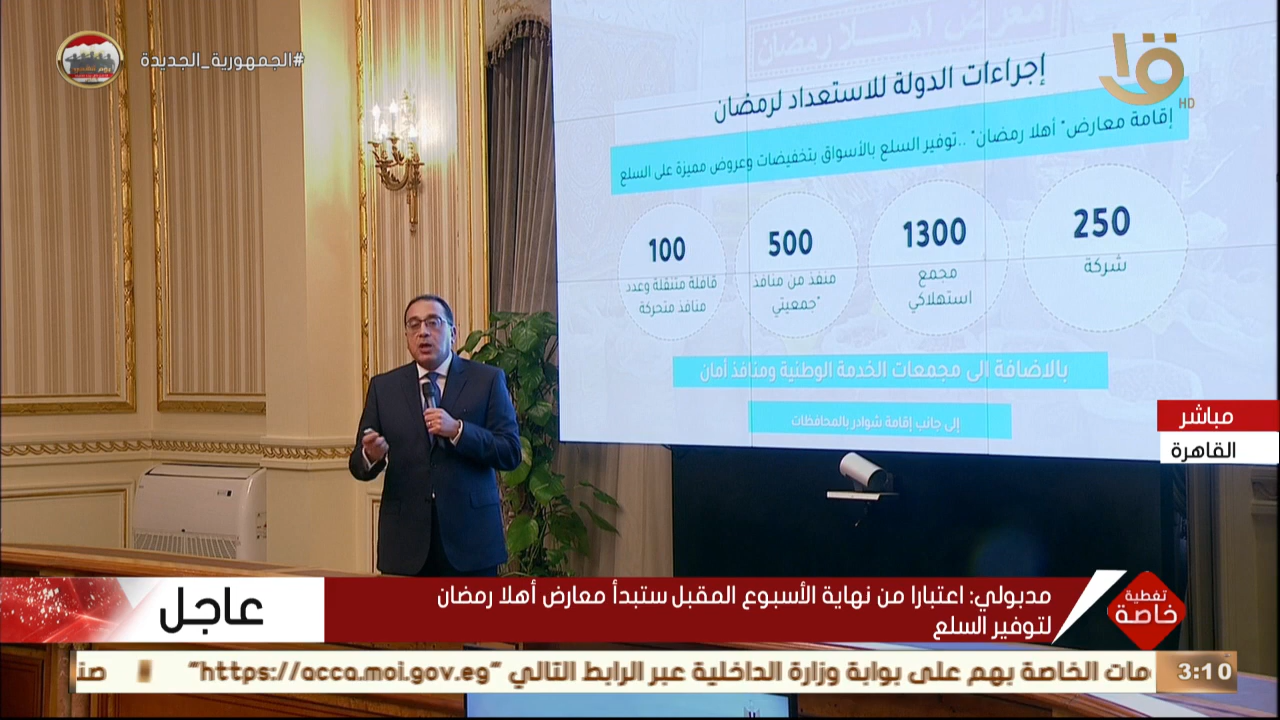 #الجمهورية_الجديدة
HD
معرض أهلا رمضان
إجراءات الدولة للاستعداد لرمضان
إقامة معارض" أهلا رمضان" ..توفير السلع بالأسواق بتخفيضات وعروض مميزة على السلع
250
شركة
1300
مجمع
استهلاكي
500
منفذ من منافذ
جمعيتي"
100
قافلة متنقلة وعدد
منافذ متحركة
بالاضافة الى مجمعات الخدمة الوطنية ومنافذ أمان
إلى جانب إقامة شوادر بالمحافظات
مباشر
القاهرة
تغطية
خاصة
مدبولي: اعتبارا من نهاية الأسبوع المقبل ستبدأ معارض أهلا رمضان
لتوفير السلع
عاجل
3:10
مات الخاصة بهم على بوابة وزارة الداخلية عبر الرابط التالي "https://acca.moi.gov.eg"